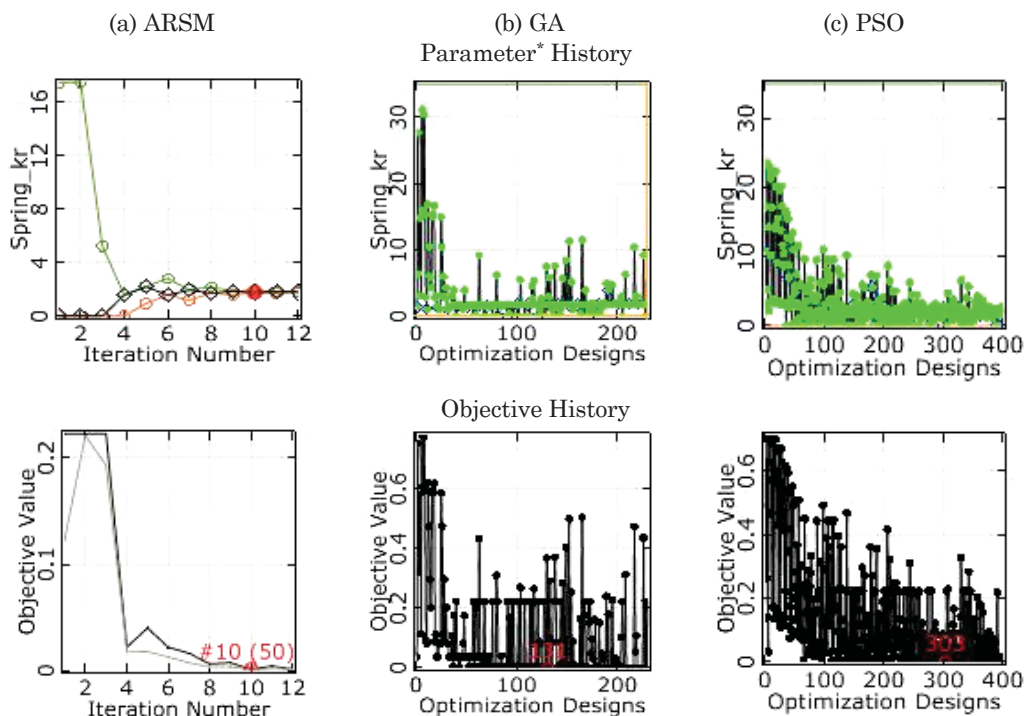 (a) ARSM
(b) GA
(c) PSO
Parameter* History
Spring_kr
16
12
8
4
0
2 4 6 8 10 12
Iteration Number
Spring_kr
30
20
10
0
0 100 200
Optimization Designs
Spring_kr
30
20
10
0
0 100 200 300 400
Optimization Designs
Objective History
Objective Value
0.2
0.1
0
#10 (50)
2 4 6 8 10 12
Iteration Number
Objective Value
0.6
0.4
0.2
0
0 100 200
Optimization Designs
Objective Value
0.6
0.4
0.2
0
303
0 100 200 300 400
Optimization Designs